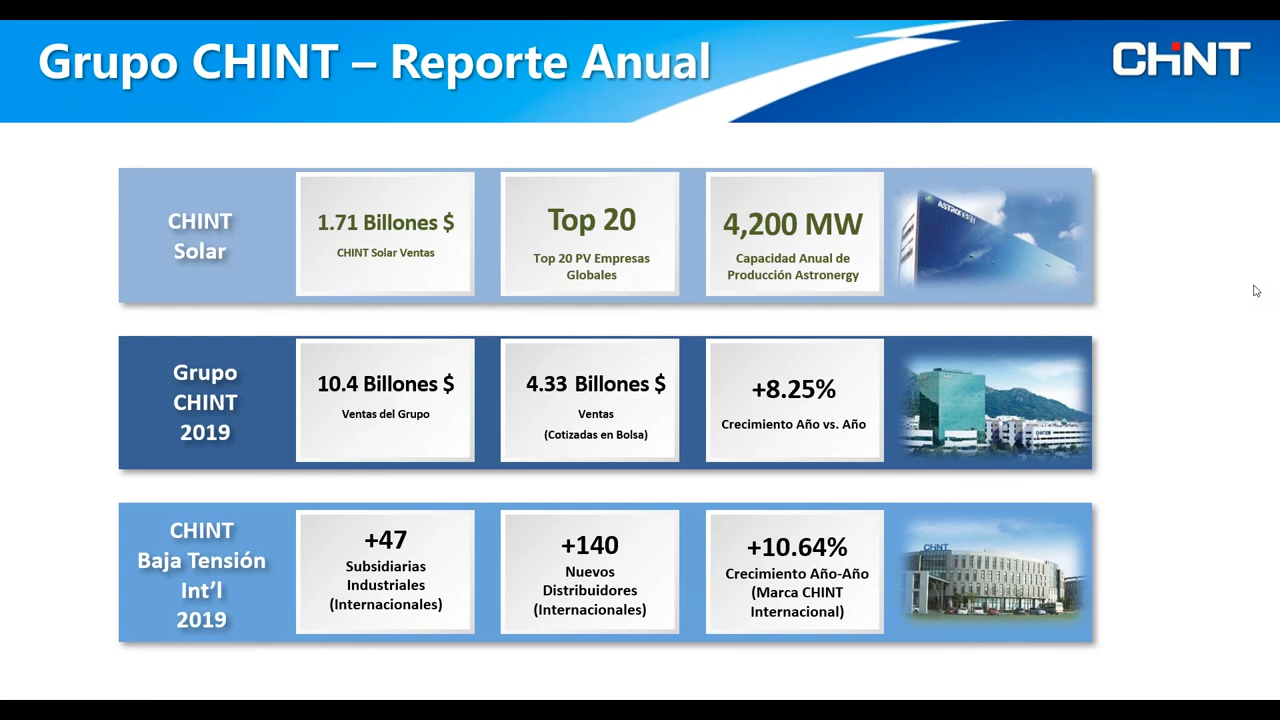 Grupo CHINT – Reporte Anual
CHINT
CHINT
Solar
1.71 Billones $
CHINT Solar Ventas
Top 20
Top 20 PV Empresas
Globales
4,200 MW
Capacidad Anual de
Producción Astronergy
Grupo
CHINT
2019
10.4 Billones $
Ventas del Grupo
4.33 Billones $
Ventas
(Cotizadas en Bolsa)
+8.25%
Crecimiento Año vs. Año
CHINT
Baja Tensión
Int’l
2019
+47
Subsidiarias
Industriales
(Internacionales)
+140
Nuevos
Distribuidores
(Internacionales)
+10.64%
Crecimiento Año-Año
(Marca CHINT
Internacional)
CHINT